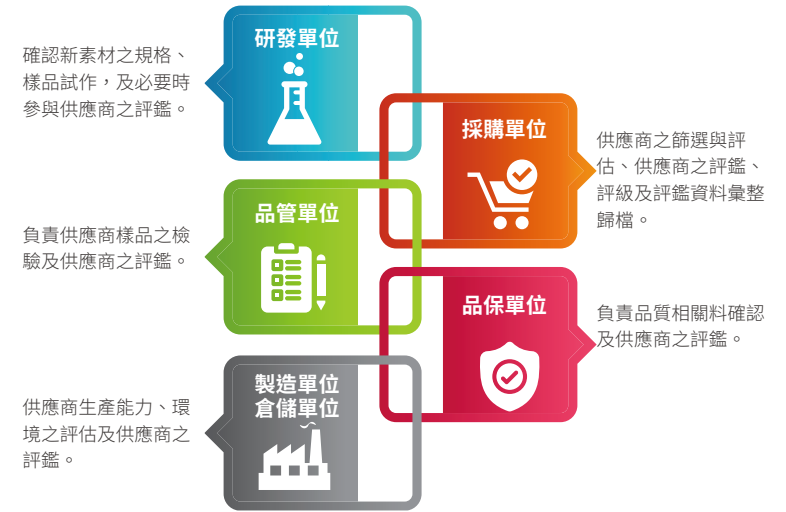 研發單位
確認新素材之規格、
樣品試作，及必要時
參與供應商之評鑑。
採購單位
供應商之篩選與評
估、供應商之評鑑、
評級及評鑑資料彙整
歸檔。
品管單位
負責供應商樣品之檢
驗及供應商之評鑑。
品保單位
負責品質相關料確認
及供應商之評鑑。
製造單位
倉儲單位
供應商生產能力、環
境之評估及供應商之
評鑑。